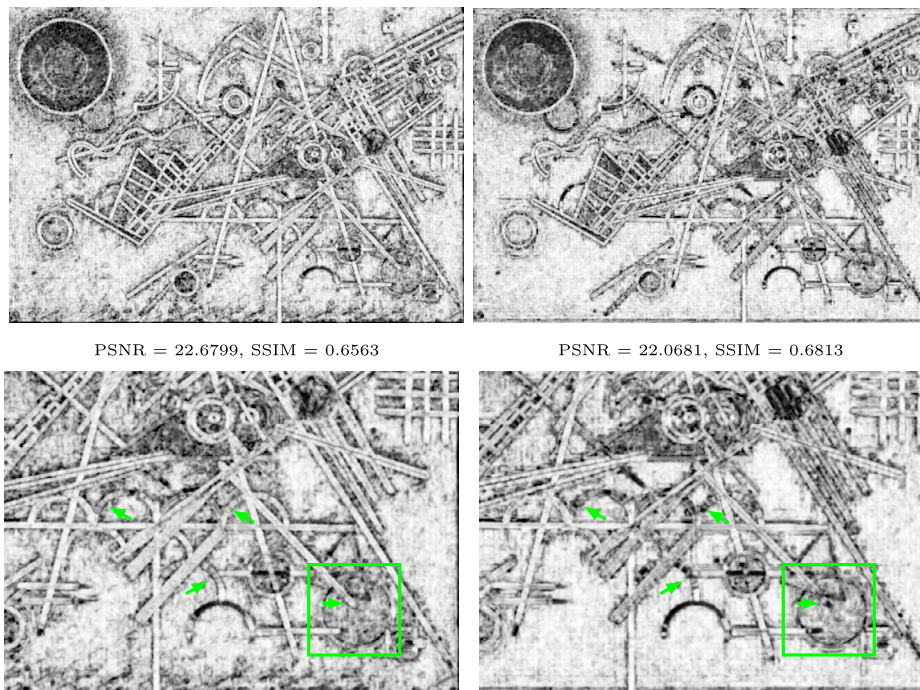 PSNR = 22.6799, SSIM = 0.6563
PSNR = 22.0681, SSIM = 0.6813